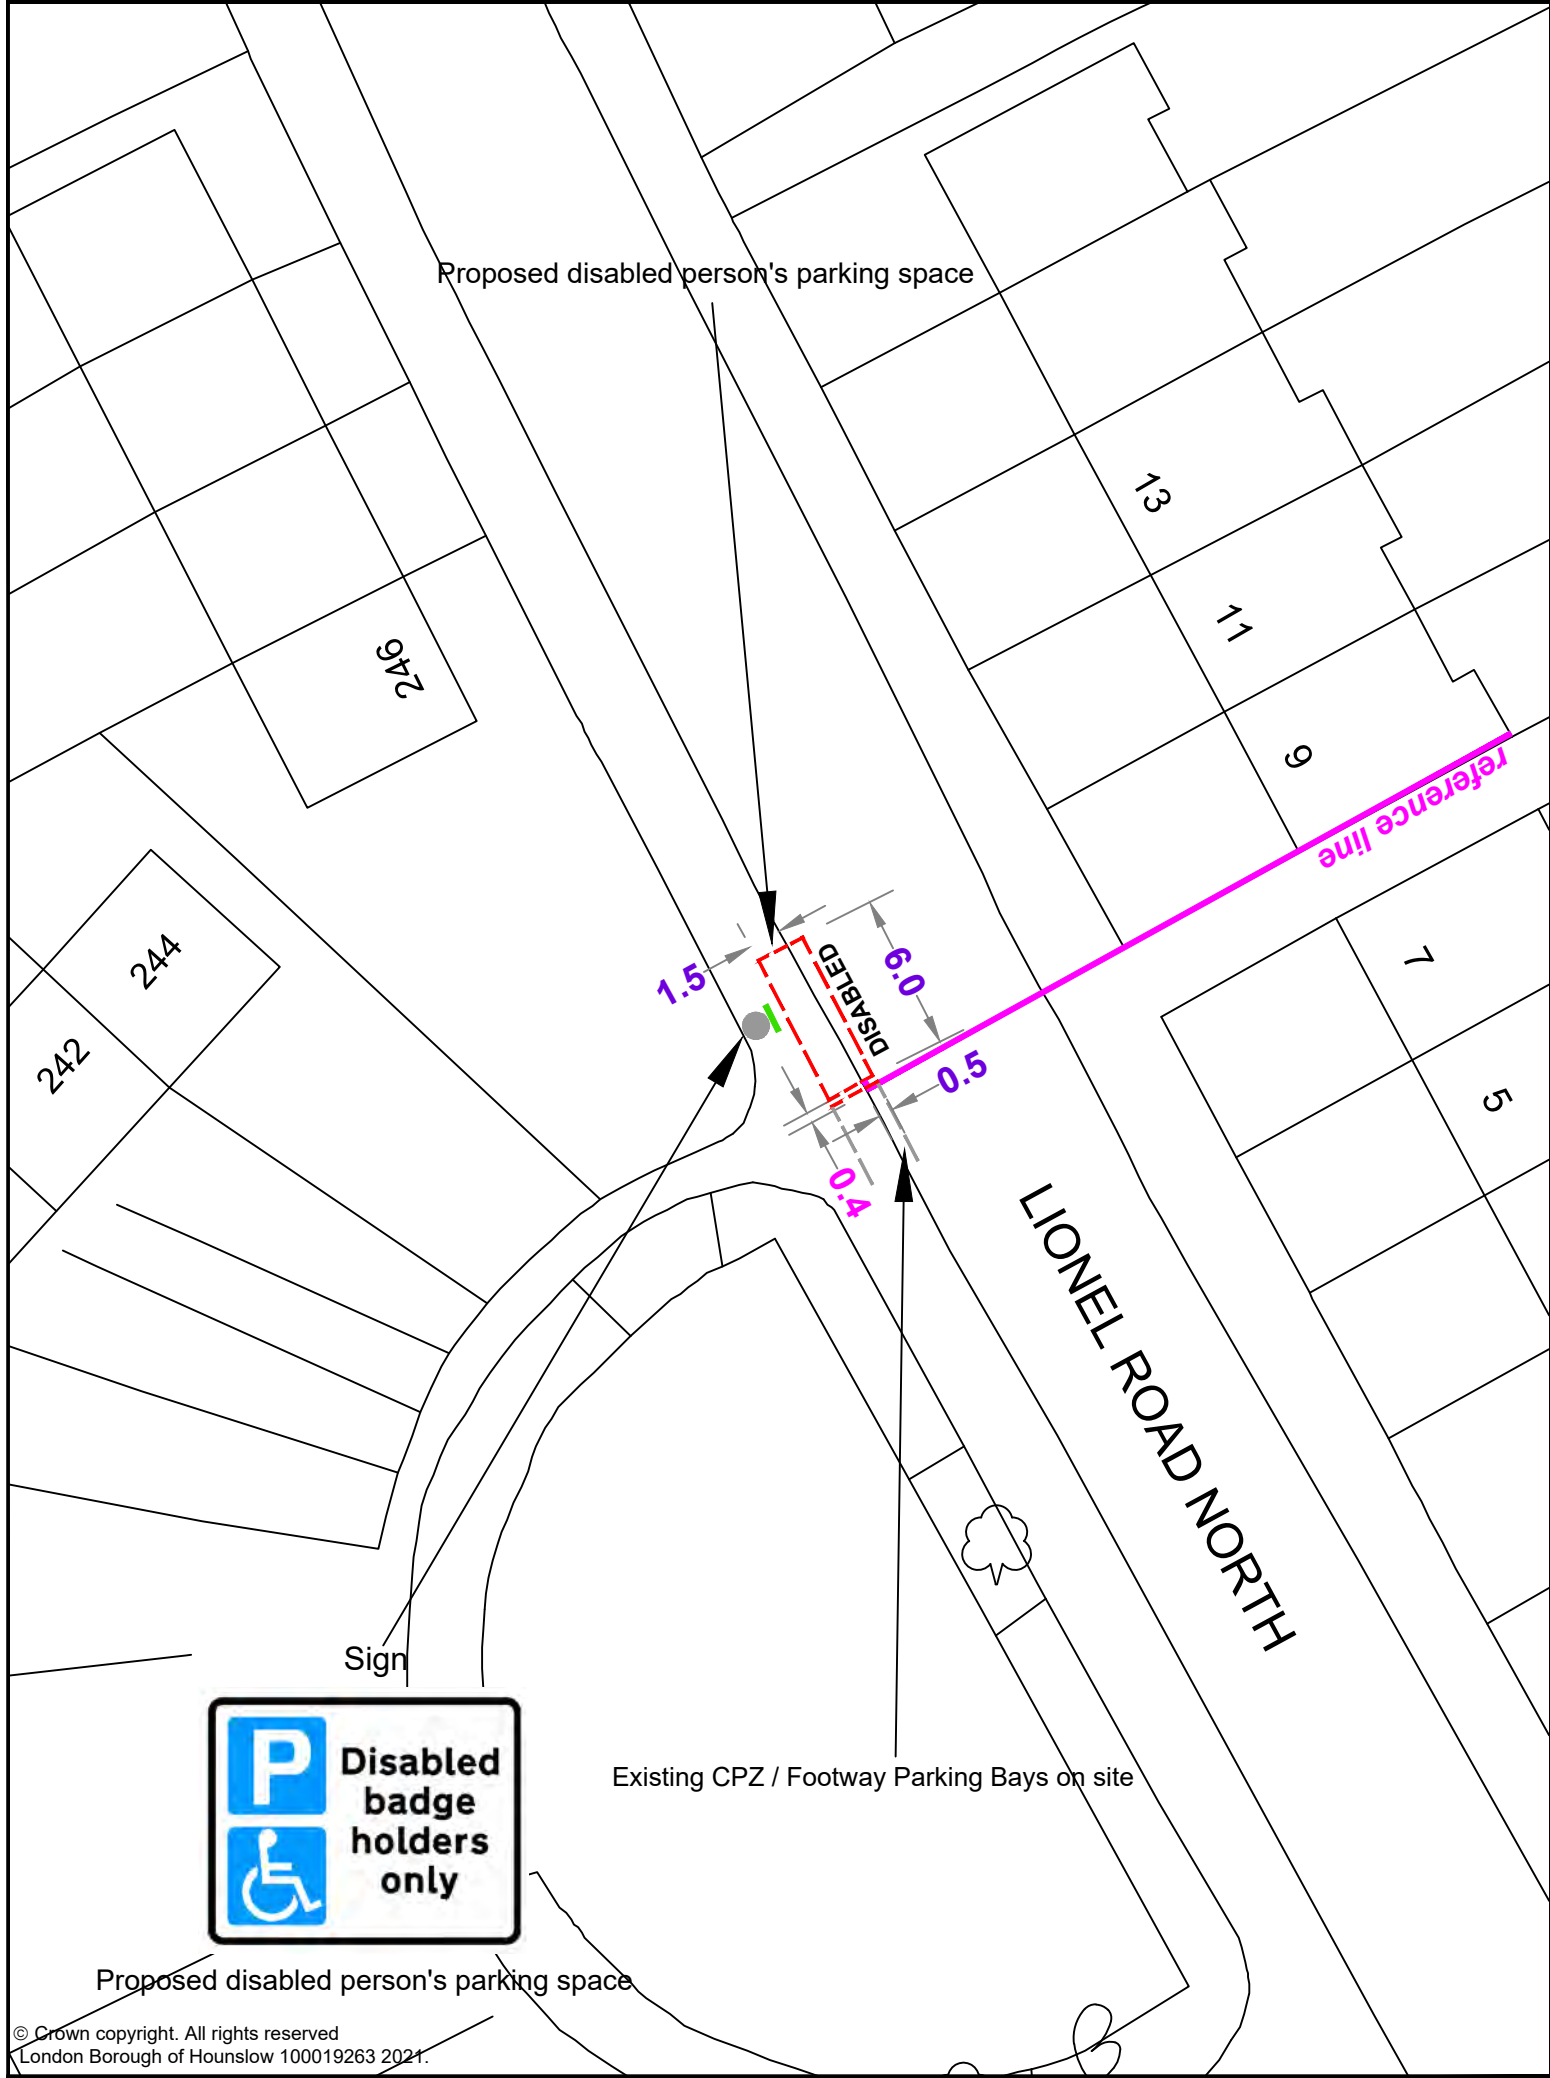 Proposed disabled person's parking space
13
11
9
246
reference line
7
5
244
242
1.5
DISABLED
6.0
0.5
0.4
LIONEL ROAD NORTH
Sign
P Disabled
badge
holders
only
Existing CPZ / Footway Parking Bays on site
Proposed disabled person's parking space
© Crown copyright. All rights reserved
London Borough of Hounslow 100019263 2021.